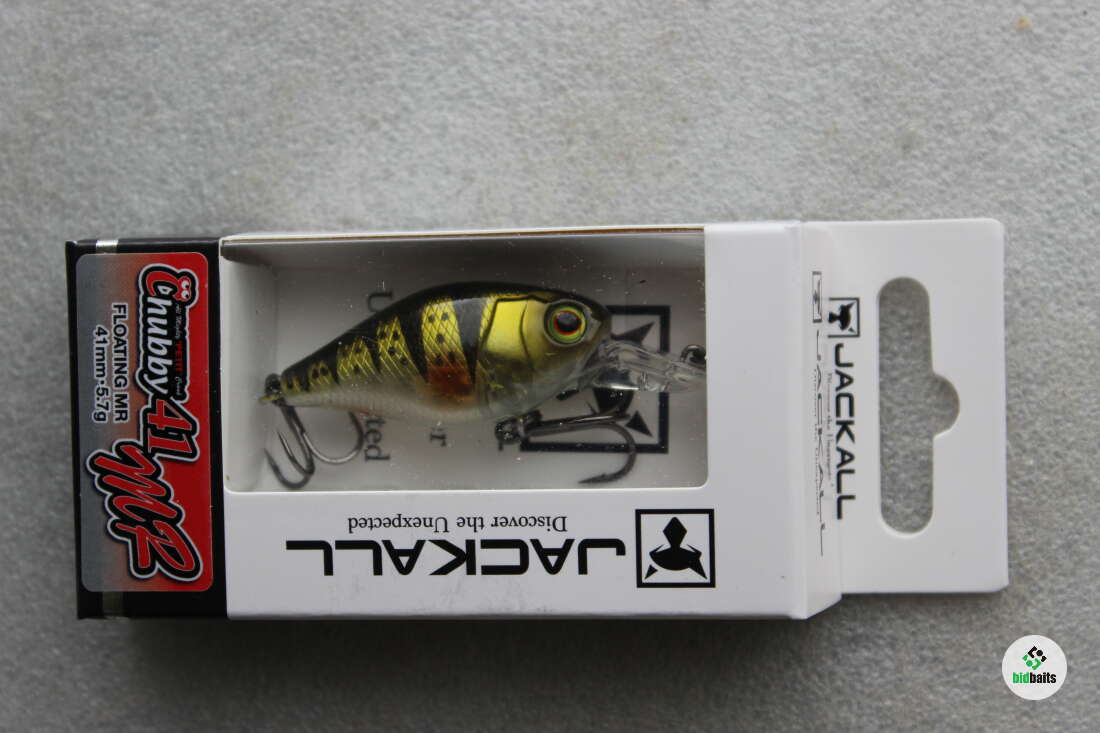 Chubby 41
MR
FLOATING MR
41mm・5.7g
JACKALL
Discover the Unexpected
JACKALL
bidbaits